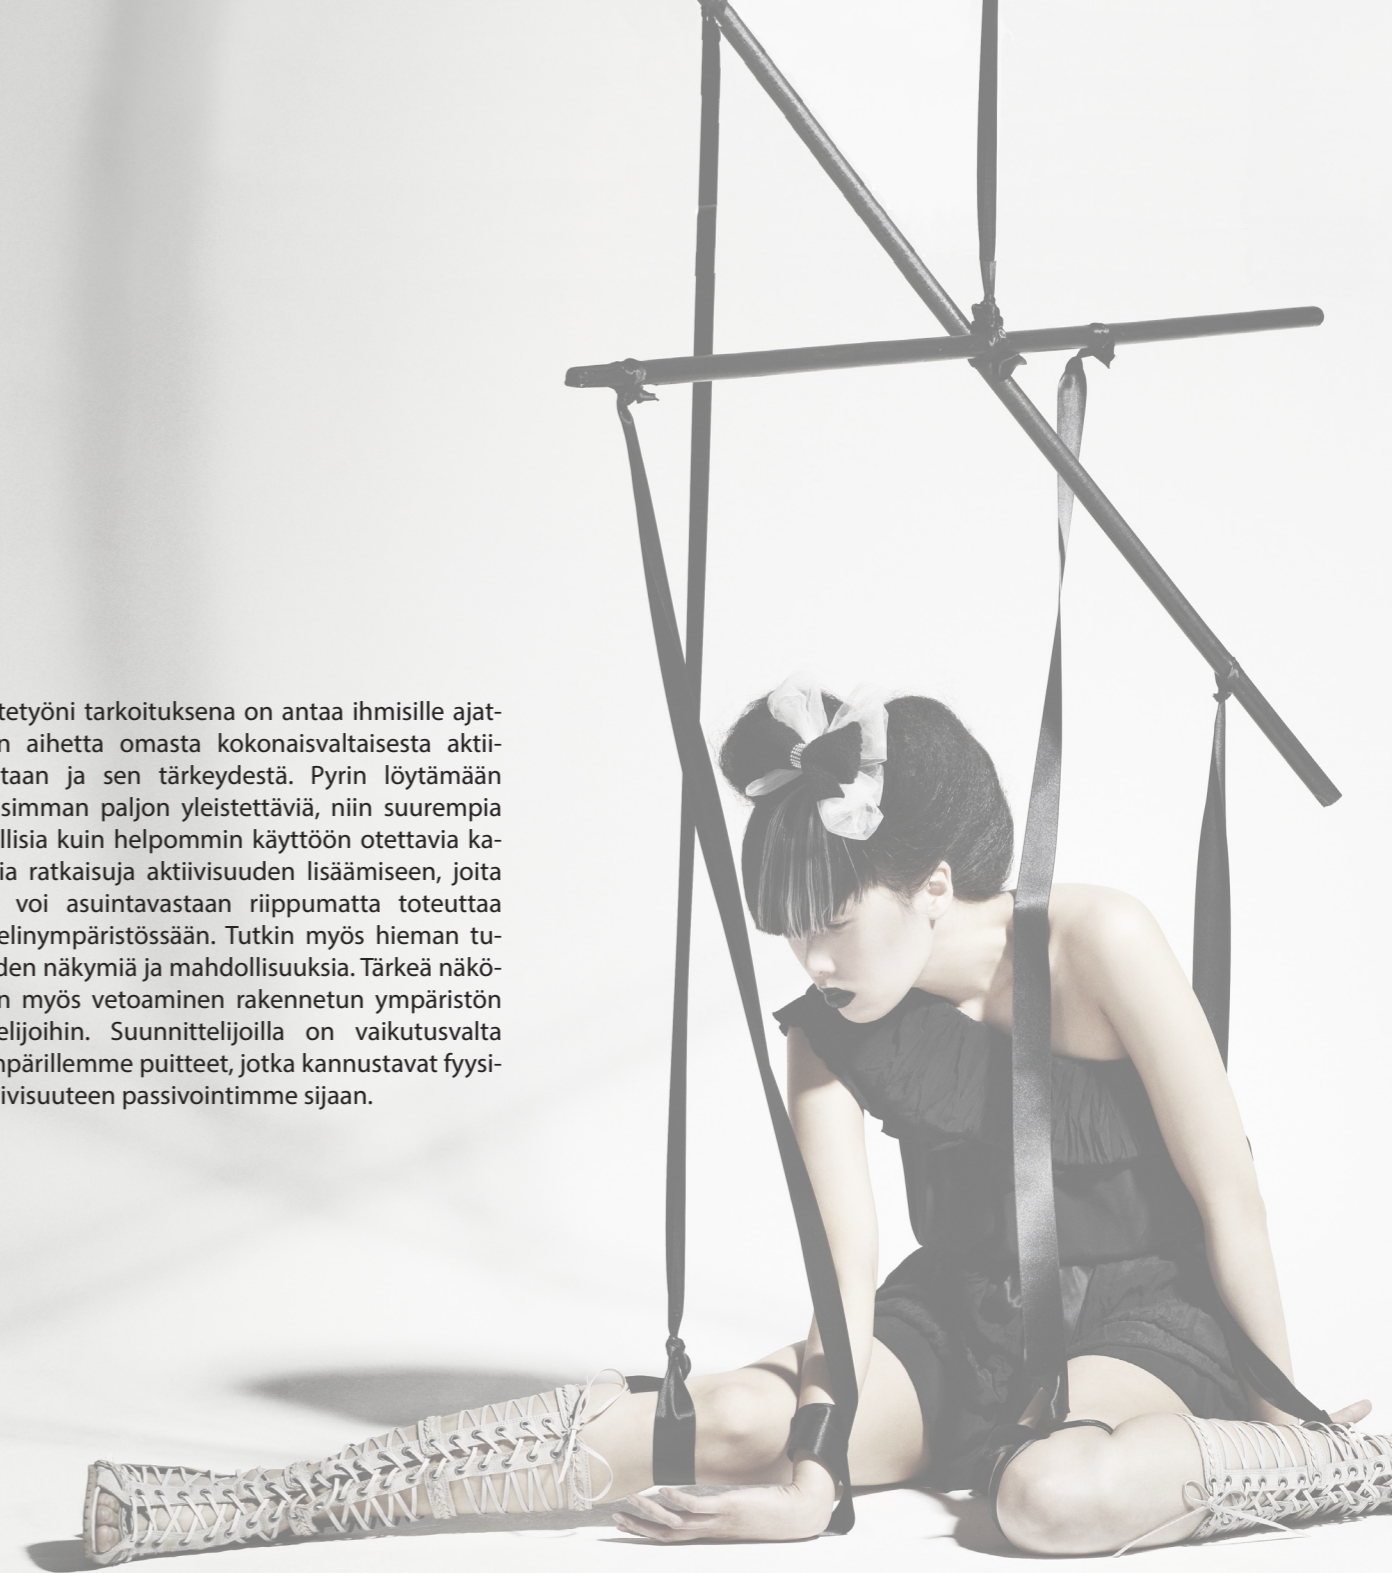 tetyöni tarkoituksena on antaa ihmisille ajat-
n aihetta omasta kokonaisvaltaisesta aktii-
taan ja sen tärkeydestä. Pyrin löytämään
simman paljon yleistettäviä, niin suurempia
llisia kuin helpommin käyttöön otettavia ka-
ia ratkaisuja aktiivisuuden lisäämiseen, joita
voi asuintavastaan riippumatta toteuttaa
elinympäristössään. Tutkin myös hieman tu-
den näkymiä ja mahdollisuuksia. Tärkeä näkö-
n myös vetoaminen rakennetun ympäristön
elijoihin. Suunnittelijoilla on vaikutusvalta
npärillemme puitteet, jotka kannustavat fyysi-
ivisuuteen passivointimme sijaan.